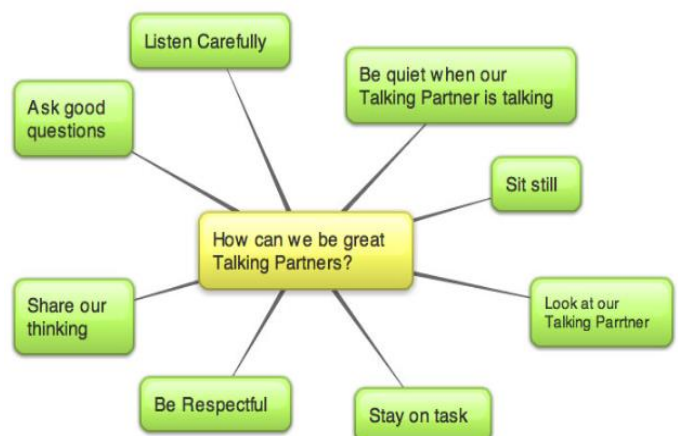 Listen Carefully
Be quiet when our
Talking Partner is talking
Ask good
questions
Sit still
How can we be great
Talking Partners?
Share our
thinking
Look at our
Talking Parrtner
Be Respectful
Stay on task